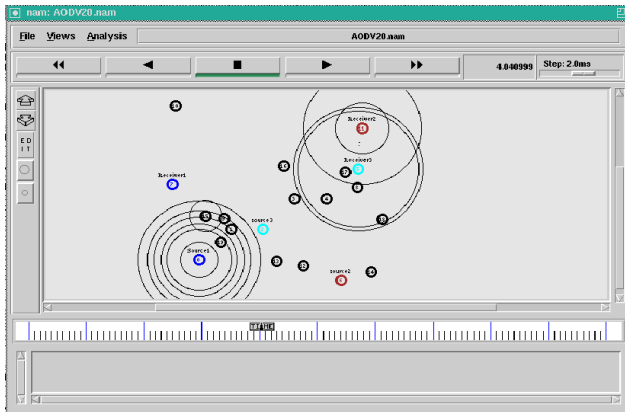 nam: AODV20.nam
File Views Analysis AODV20.nam
4.040999 Step: 2.0ms
E D
I T
Receiver2
Receiver3
Receiver1
source3
Source1
source2
TIME